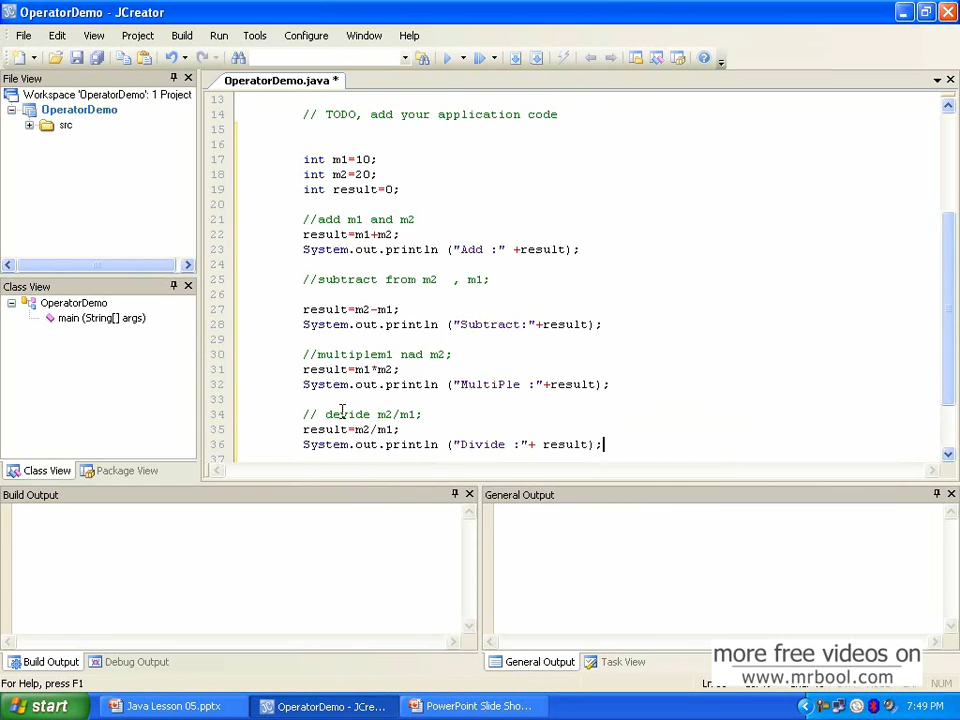 OperatorDemo - JCreator
File Edit View Project Build Run Tools Configure Window Help
File View
Workspace 'OperatorDemo': 1 Project
OperatorDemo
src
Class View
OperatorDemo
main (String[] args)
Class View Package View
OperatorDemo.java *
13
14 // TODO, add your application code
15
16
17 int m1=10;
18 int m2=20;
19 int result=0;
20
21 //add m1 and m2
22 result=m1+m2;
23 System.out.println ("Add :" +result);
24
25 //subtract from m2 , m1;
26
27 result=m2-m1;
28 System.out.println ("Subtract:"+result);
29
30 //multiplem1 nad m2;
31 result=m1*m2;
32 System.out.println ("MultiPle :"+result);
33
34 // devide m2/m1;
35 result=m2/m1;
36 System.out.println ("Divide :"+ result);
37
Build Output
General Output
Build Output Debug Output
General Output Task View
For Help, press F1
NUM
more free videos on
www.mrbool.com
start
Java Lesson 05.pptx
OperatorDemo - JCre...
PowerPoint Slide Sho...
7:49 PM